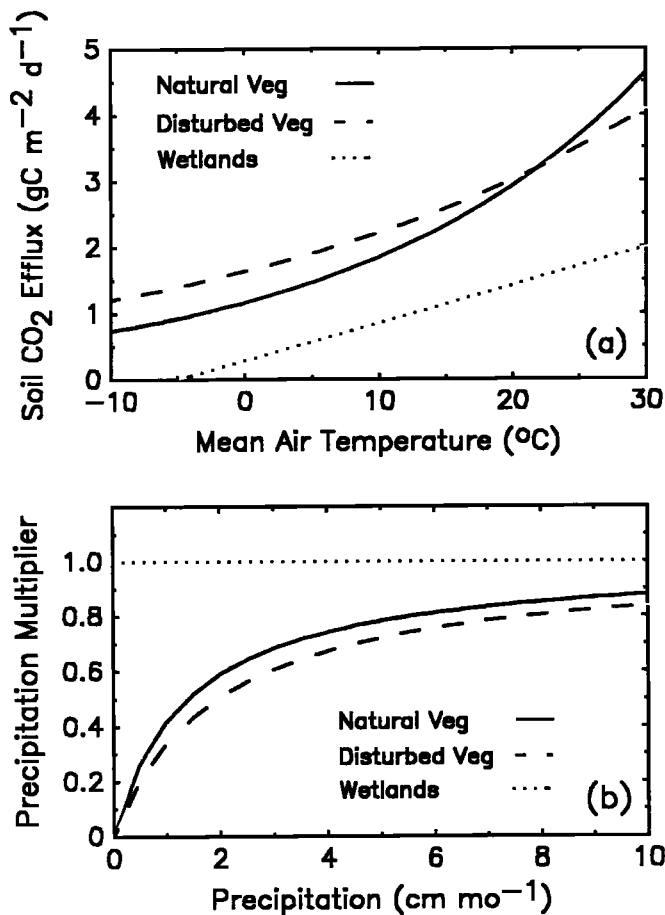 Soil CO2 Efflux (gC m−2 d−1)
5
4
3
2
1
0
Natural Veg
Disturbed Veg
Wetlands
(a)
−10 0 10 20 30
Mean Air Temperature (ºC)
Precipitation Multiplier
1.0
0.8
0.6
0.4
0.2
0
Natural Veg
Disturbed Veg
Wetlands
(b)
0 2 4 6 8 10
Precipitation (cm mo−1)